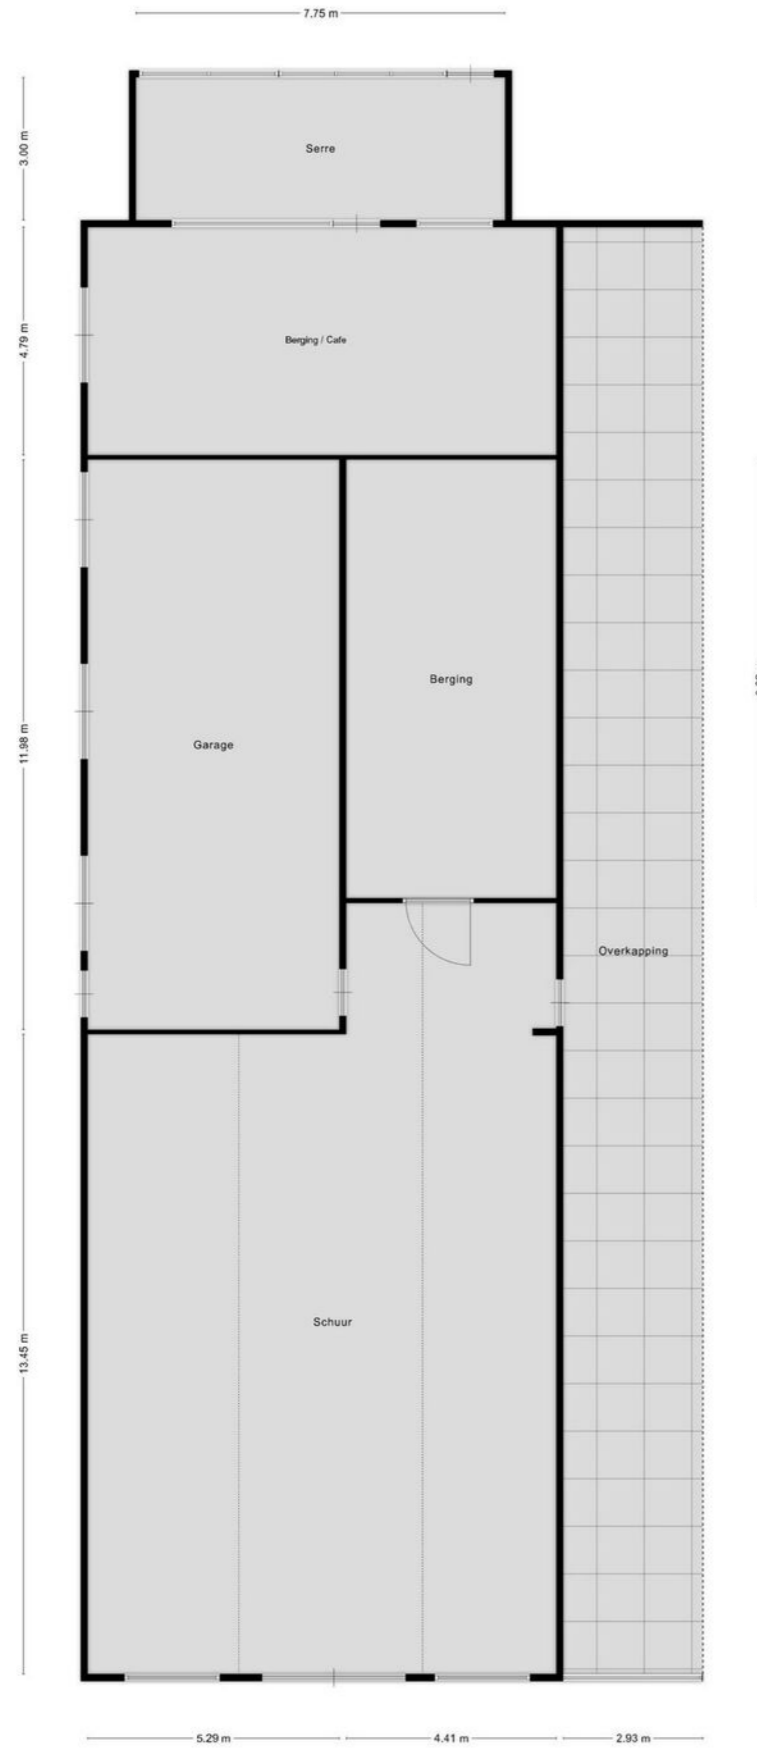 7.75 m
3.00 m
Serre
4.79 m
Berging / Cafe
11.98 m
Berging
Garage
Overkapping
13.45 m
Schuur
5.29 m
4.41 m
2.93 m